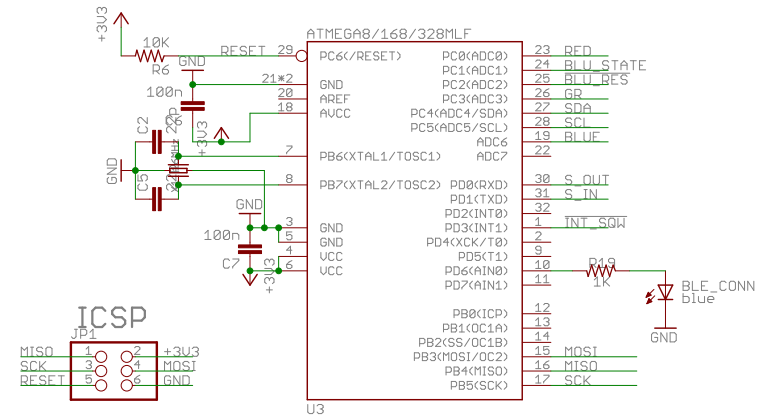 +3V3
ATMEGA8/168/328MLF
10K
R6
RESET 29 PC6(/RESET)
GND
21*2 GND
100n
20 AREF
18 AVCC
+3V3
C2
7 PB6(XTAL1/TOSC1)
GND
C5
8 PB7(XTAL2/TOSC2)
GND
3 GND
100n
5 GND
C7
4 VCC
+3V3
6 VCC
PC0(ADC0) 23 RED
PC1(ADC1) 24 BLU_STATE
PC2(ADC2) 25 BLU_RES
PC3(ADC3) 26 GR
PC4(ADC4/SDA) 27 SDA
PC5(ADC5/SCL) 28 SCL
ADC6 19 BLUE
ADC7 22
PD0(RXD) 30 S_OUT
PD1(TXD) 31 S_IN
PD2(INT0) 32
PD3(INT1) 1 INT_SQW
PD4(XCK/T0) 2
PD5(T1) 9
PD6(AIN0) 10
R19
1K
PD7(AIN1) 11
BLE_CONN
blue
GND
PB0(ICP) 12
PB1(OC1A) 13
PB2(SS/OC1B) 14
PB3(MOSI/OC2) 15 MOSI
PB4(MISO) 16 MISO
PB5(SCK) 17 SCK
U3
ICSP
JP1
MISO 1 2 +3V3
SCK 3 4 MOSI
RESET 5 6 GND